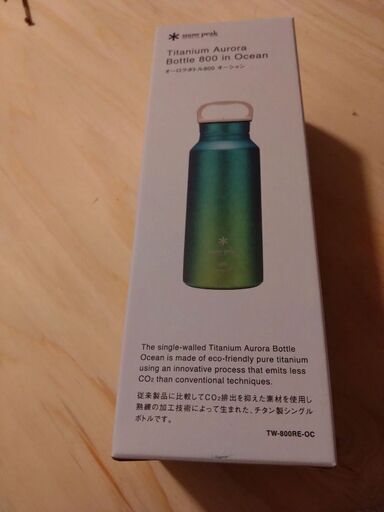 snow peak
Titanium Aurora
Bottle 800 in Ocean
オーロラボトル800 オーシャン
snow peak
The single-walled Titanium Aurora Bottle
Ocean is made of eco-friendly pure titanium
using an innovative process that emits less
CO₂ than conventional techniques.
従来製品に比較してCO₂排出を抑えた素材を使用し
熟練の加工技術によって生まれた、チタン製シングル
ボトルです。
TW-800RE-OC